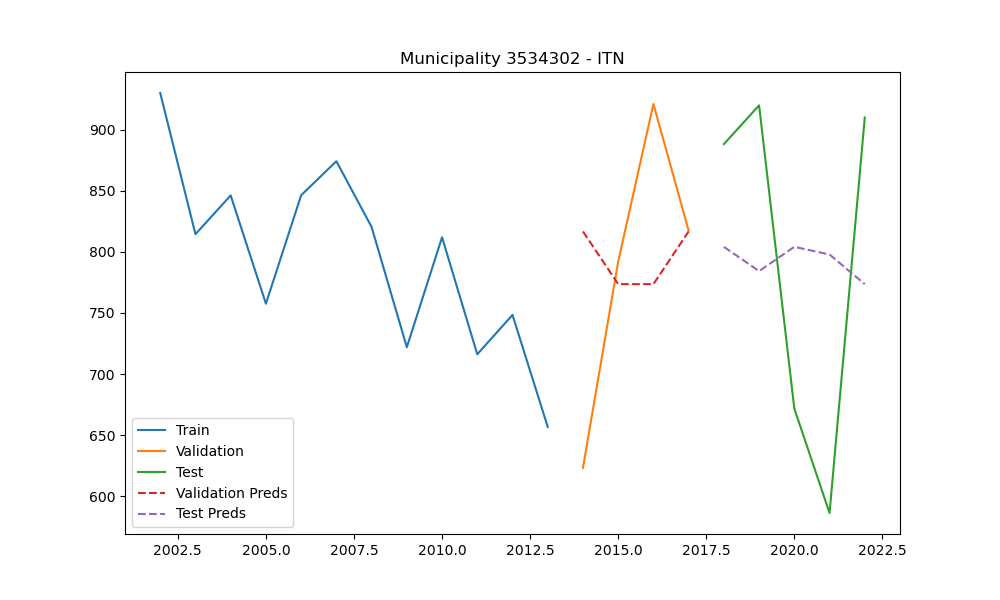 Municipality 3534302 - ITN
900
850
800
750
700
650
600
Train
Validation
Test
Validation Preds
Test Preds
2002.5 2005.0 2007.5 2010.0 2012.5 2015.0 2017.5 2020.0 2022.5